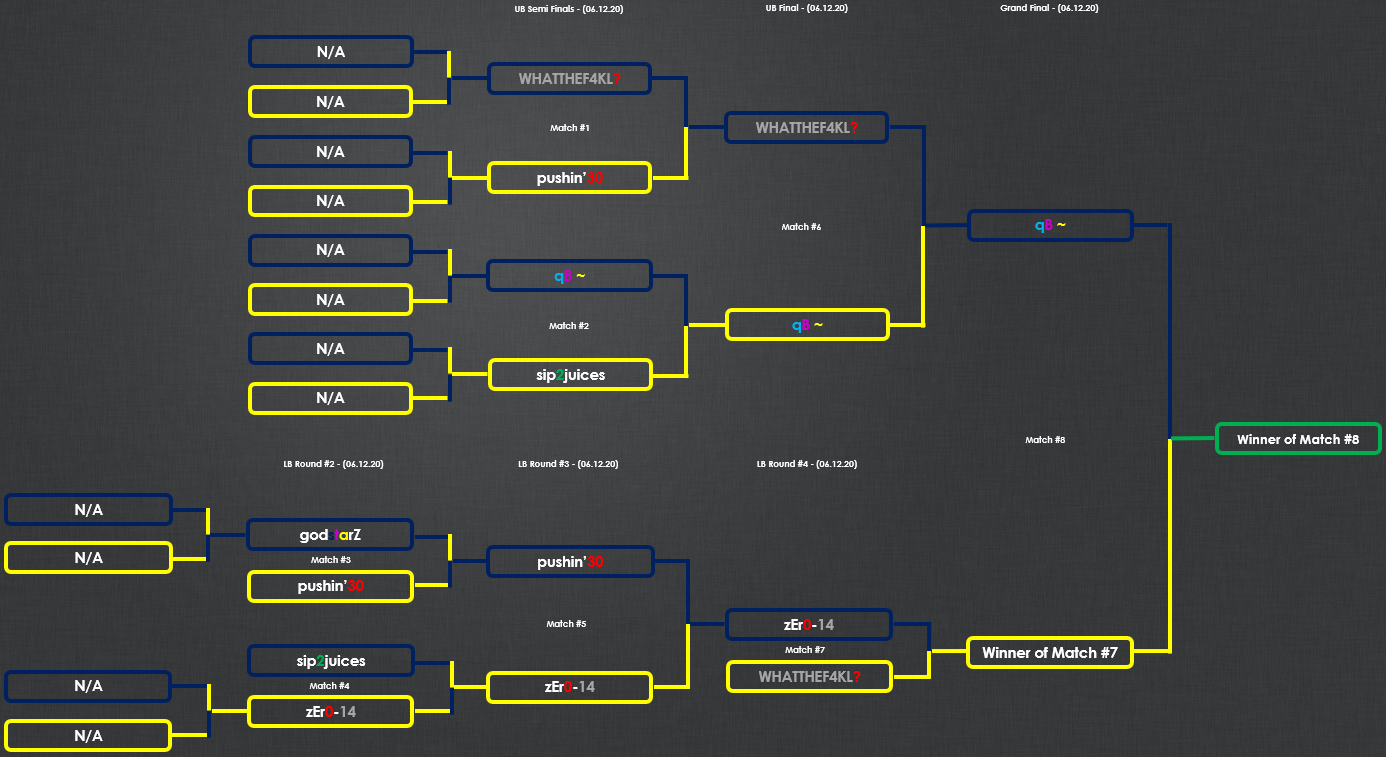 UB Semi Finals - (06.12.20)
UB Final - (06.12.20)
Grand Final - (06.12.20)
N/A
N/A
WHATTHEF4KL?
Match #1
pushin'30
N/A
N/A
WHATTHEF4KL?
Match #6
qB ~
N/A
N/A
qB ~
Match #2
sip2juices
N/A
N/A
qB ~
Match #8
Winner of Match #8
LB Round #2 - (06.12.20)
LB Round #3 - (06.12.20)
LB Round #4 - (06.12.20)
N/A
N/A
godstarZ
Match #3
pushin'30
pushin'30
Match #5
zEr0-14
N/A
N/A
sip2juices
Match #4
zEr0-14
zEr0-14
Match #7
WHATTHEF4KL?
Winner of Match #7